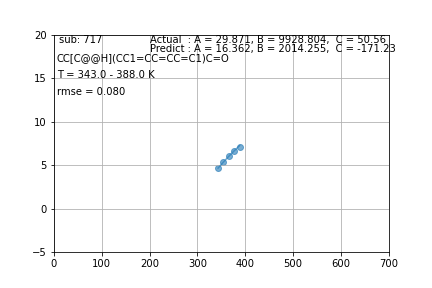 sub: 717
Actual : A = 29.871, B = 9928.804, C = 50.56
Predict : A = 16.362, B = 2014.255, C = -171.23
CC[C@@H](CC1=CC=CC=C1)C=O
T = 343.0 - 388.0 K
rmse = 0.080
20
15
10
5
0
−5
0 100 200 300 400 500 600 700